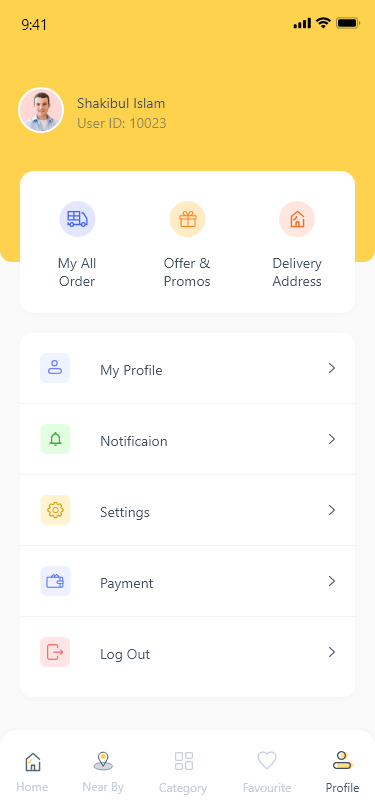 9:41
Shakibul Islam
User ID: 10023
My All
Order
Offer &
Promos
Delivery
Address
My Profile
Notificaion
Settings
Payment
Log Out
Home
Near By
Category
Favourite
Profile